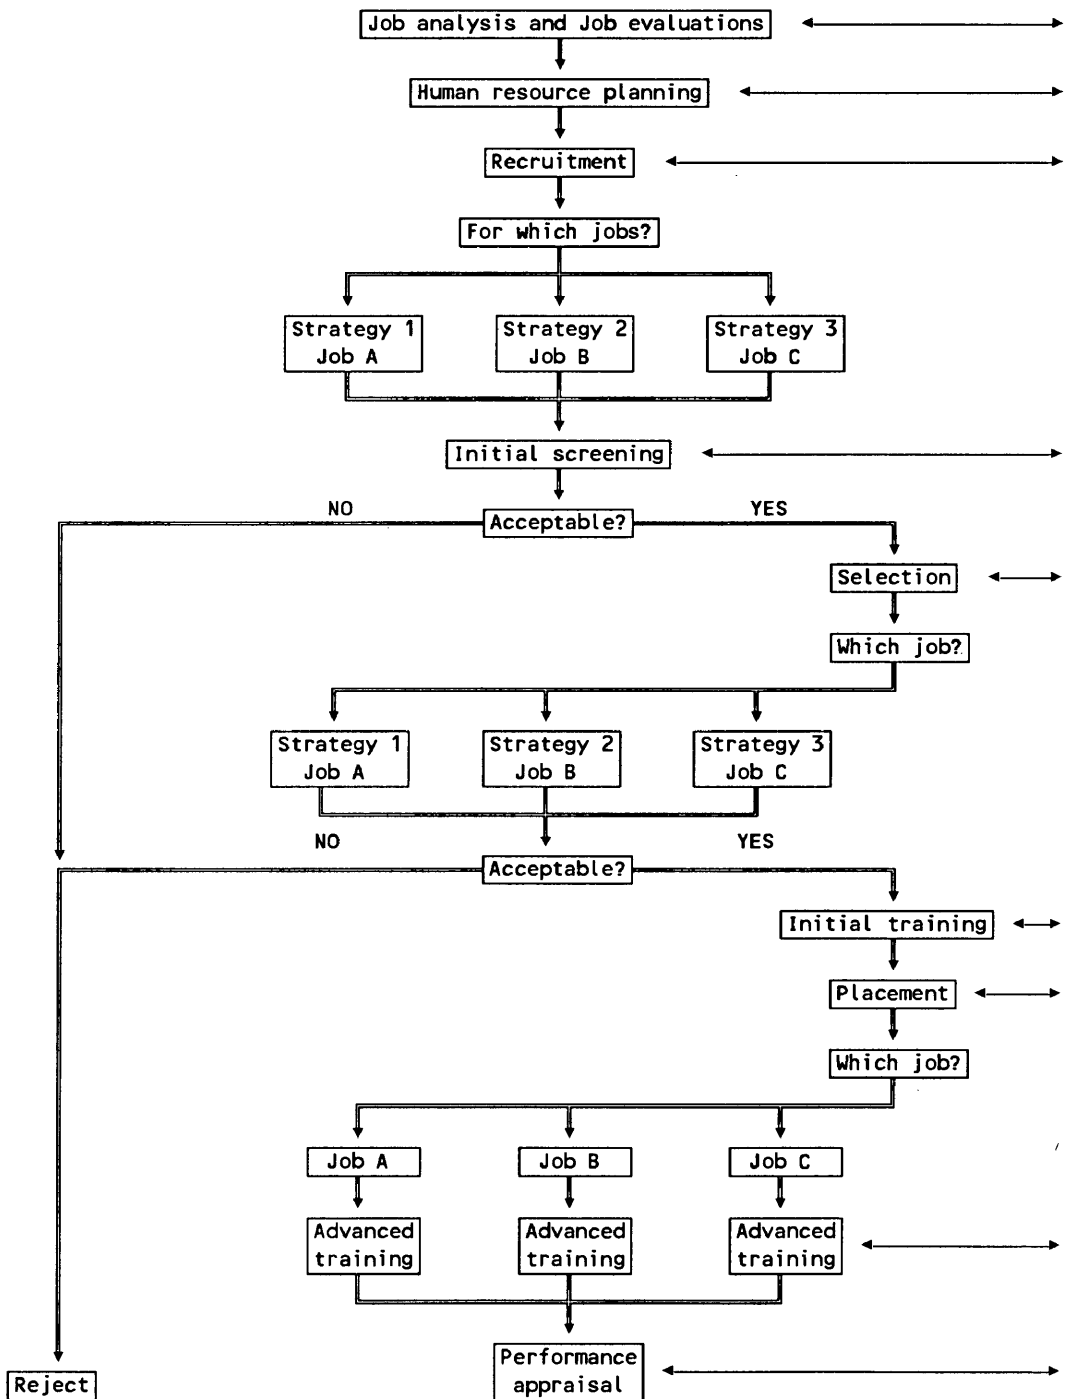 Job analysis and Job evaluations
Human resource planning
Recruitment
For which jobs?
Strategy 1
Job A
Strategy 2
Job B
Strategy 3
Job C
Initial screening
NO
YES
Acceptable?
Selection
Which job?
Strategy 1
Job A
Strategy 2
Job B
Strategy 3
Job C
NO
YES
Acceptable?
Initial training
Placement
Which job?
Job A
Job B
Job C
Advanced
training
Advanced
training
Advanced
training
Reject
Performance
appraisal